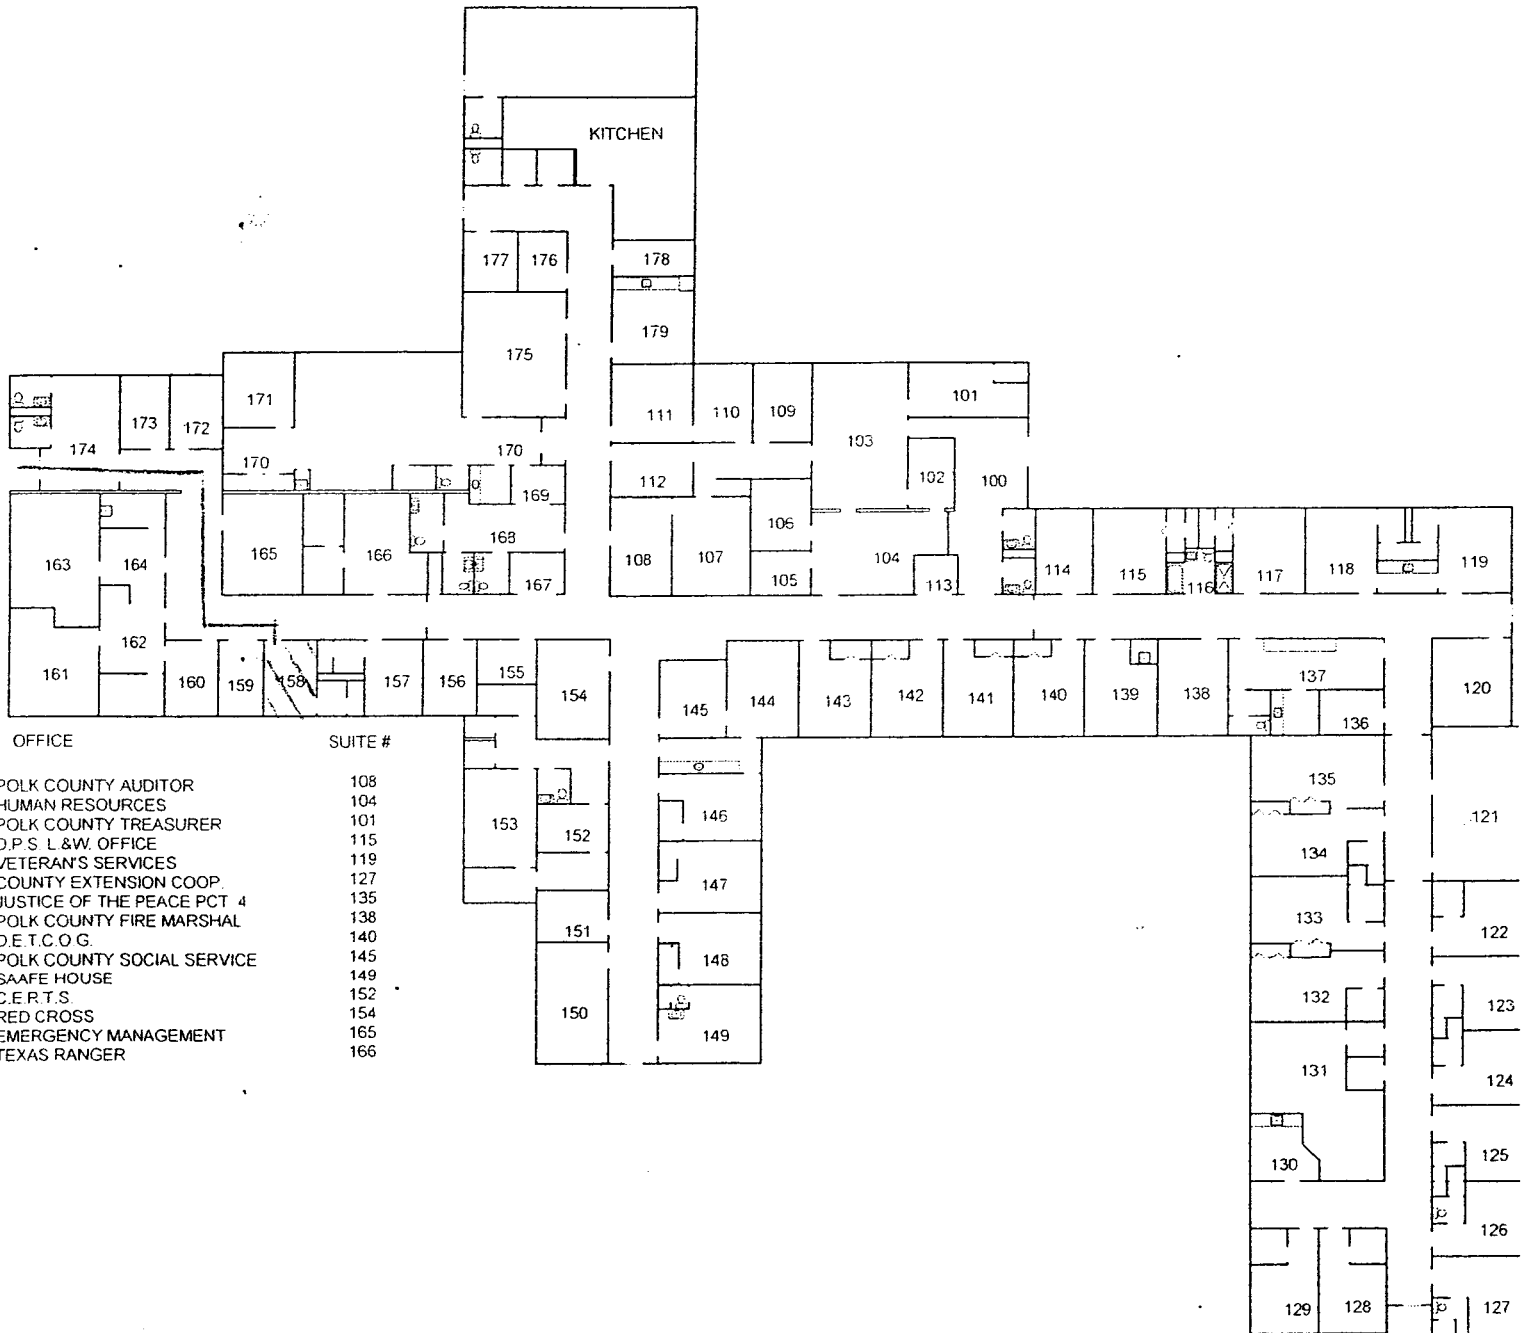 KITCHEN
177 176 178
179
175
171
173 172
174
111 110 109
101
103
170 170
102 100
112
169
106
168
108 107
104
165 166
163 164
167
105 113
114 115 116 117 118 119
162
161 160 159 158 157 156 155 154
145 144 143 142 141 140 139 138 137 136 120
OFFICE SUITE #
POLK COUNTY AUDITOR 108
HUMAN RESOURCES 104
POLK COUNTY TREASURER 101
D.P.S. L.&W. OFFICE 115
VETERAN'S SERVICES 119
COUNTY EXTENSION COOP. 127
JUSTICE OF THE PEACE PCT 4 135
POLK COUNTY FIRE MARSHAL 138
D.E.T.C.O.G. 140
POLK COUNTY SOCIAL SERVICE 145
SAAFE HOUSE 149
C.E.R.T.S. 152
RED CROSS 154
EMERGENCY MANAGEMENT 165
TEXAS RANGER 166
153 152
151
150
146
147
148
149
135
134
133
132
131
130
129 128
121
122
123
124
125
126
127